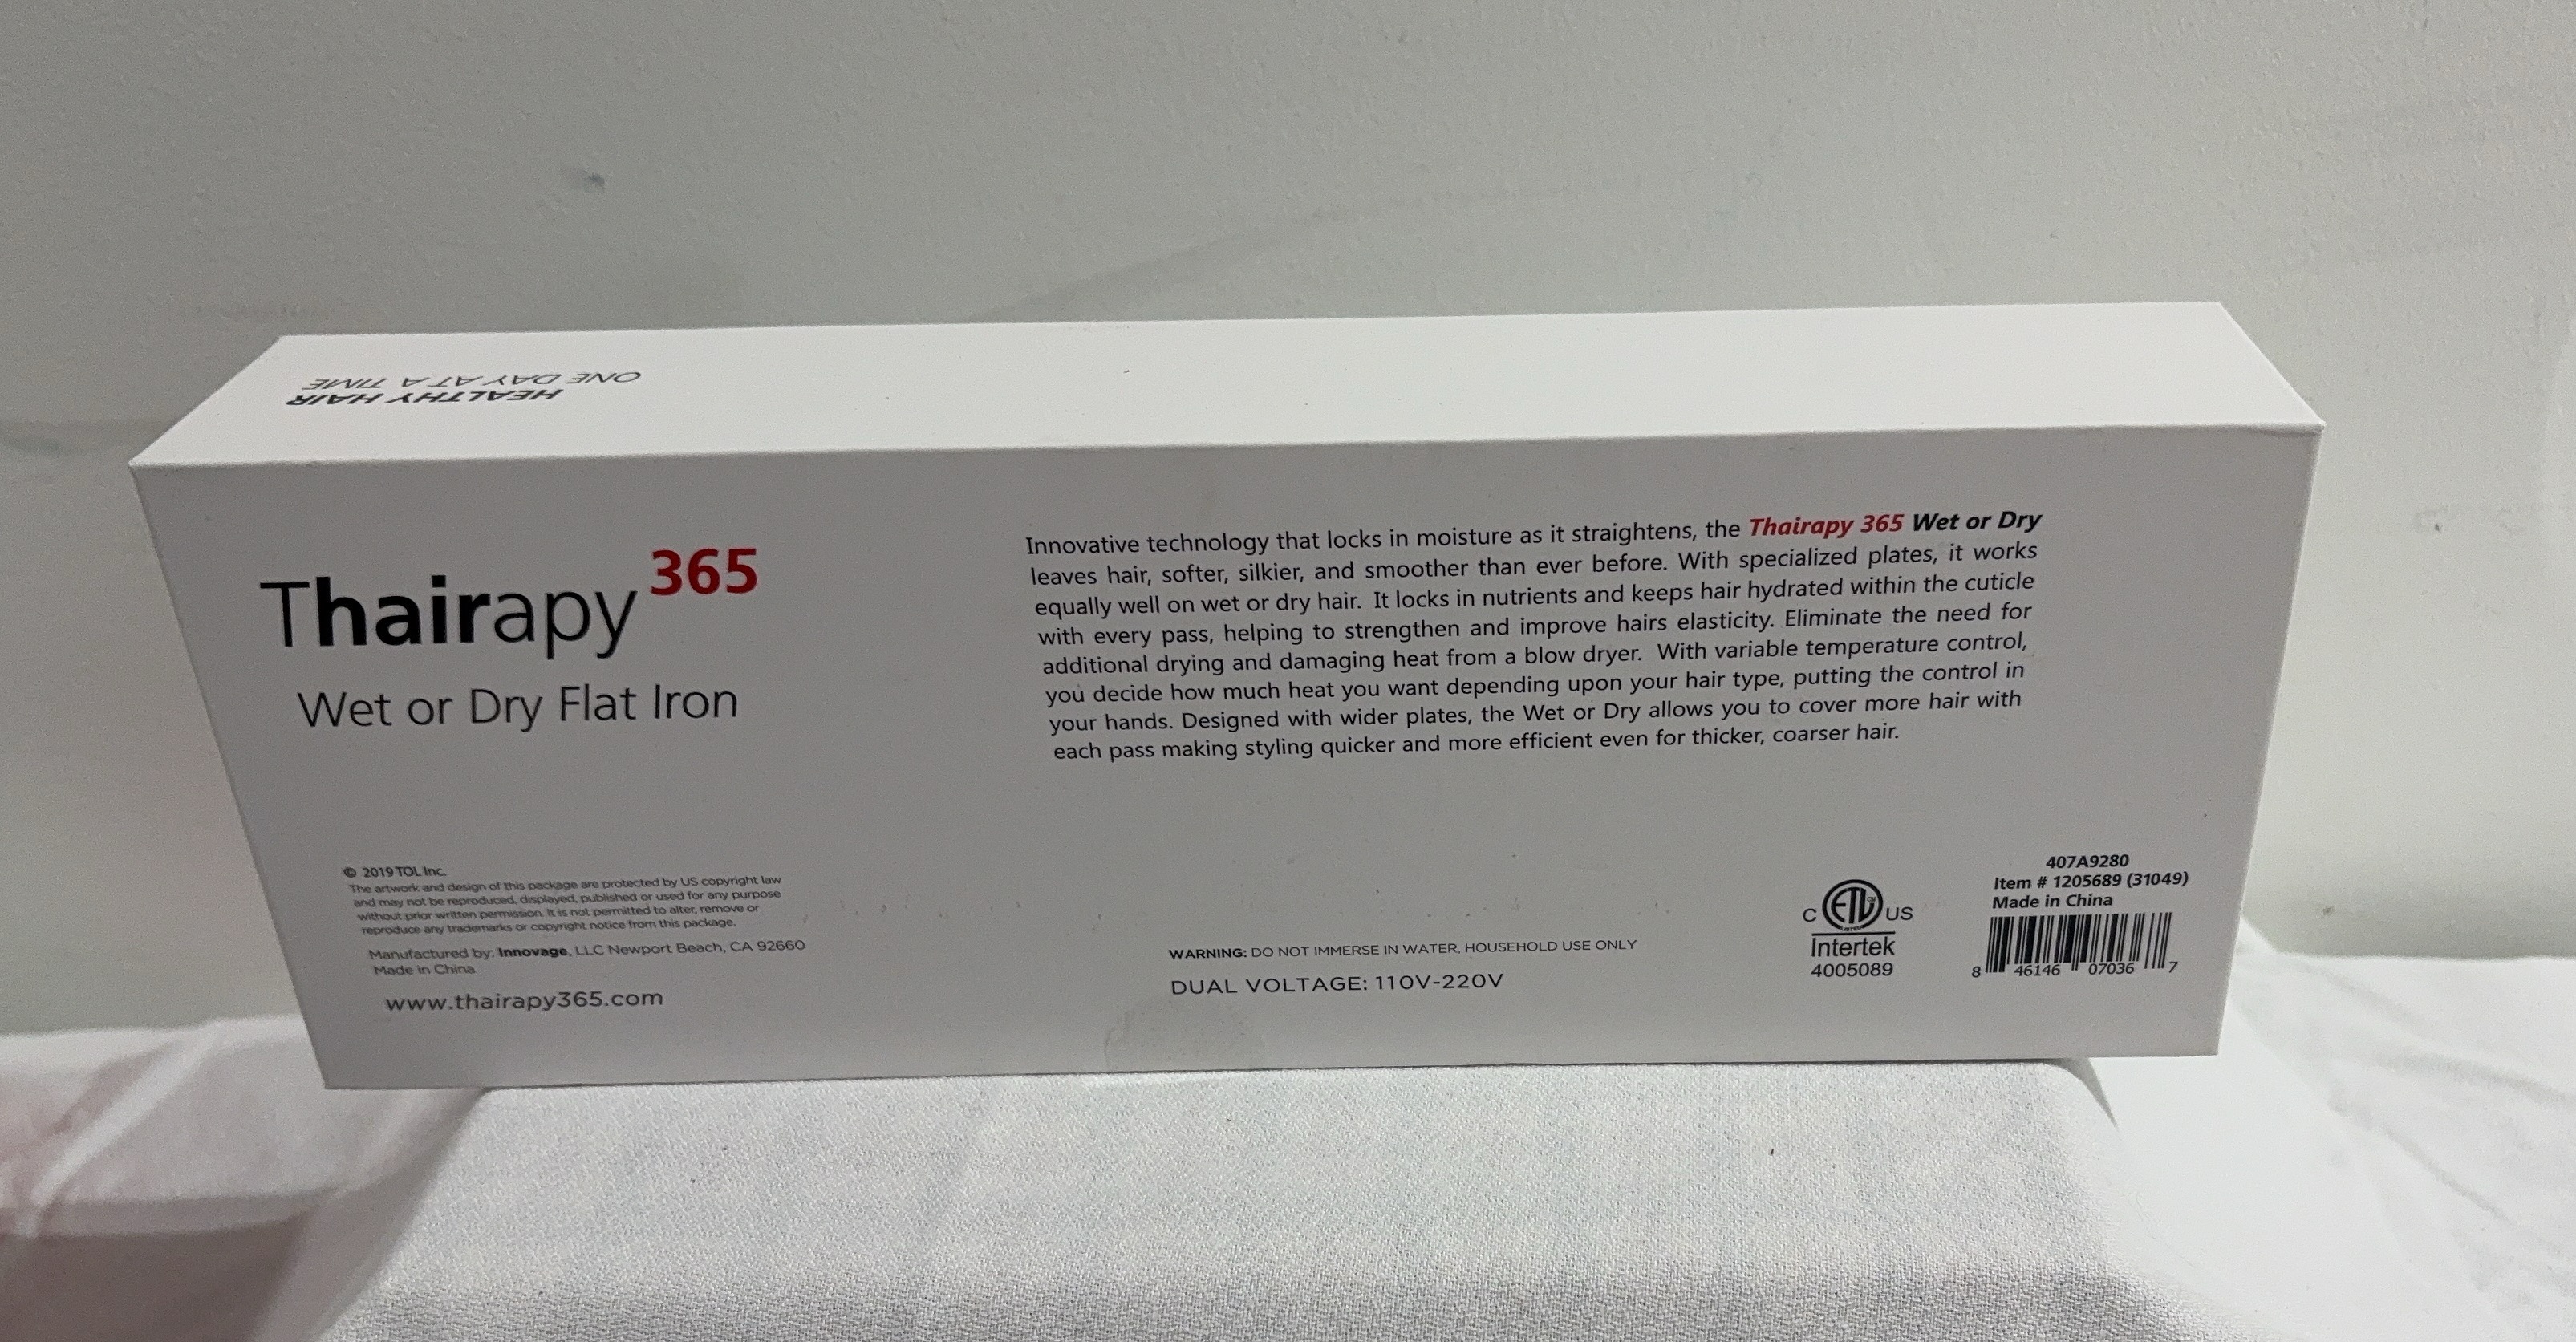 HEALTHY HAIR
ONE DAY AT A TIME
Thairapy 365
Wet or Dry Flat Iron
Innovative technology that locks in moisture as it straightens, the Thairapy 365 Wet or Dry
leaves hair, softer, silkier, and smoother than ever before. With specialized plates, it works
equally well on wet or dry hair. It locks in nutrients and keeps hair hydrated within the cuticle
with every pass, helping to strengthen and improve hairs elasticity. Eliminate the need for
additional drying and damaging heat from a blow dryer. With variable temperature control,
you decide how much heat you want depending upon your hair type, putting the control in
your hands. Designed with wider plates, the Wet or Dry allows you to cover more hair with
each pass making styling quicker and more efficient even for thicker, coarser hair.
© 2019 TOL Inc.
The artwork and design of this package are protected by US copyright law
and may not be reproduced, displayed, published or used for any purpose
without prior written permission. It is not permitted to alter, remove or
reproduce any trademarks or copyright notice from this package.
Manufactured by: Innovage, LLC Newport Beach, CA 92660
Made in China
www.thairapy365.com
WARNING: DO NOT IMMERSE IN WATER, HOUSEHOLD USE ONLY
DUAL VOLTAGE: 110V-220V
C ETL US
Intertek
4005089
407A9280
Item # 1205689 (31049)
Made in China
8 46146 07036 7